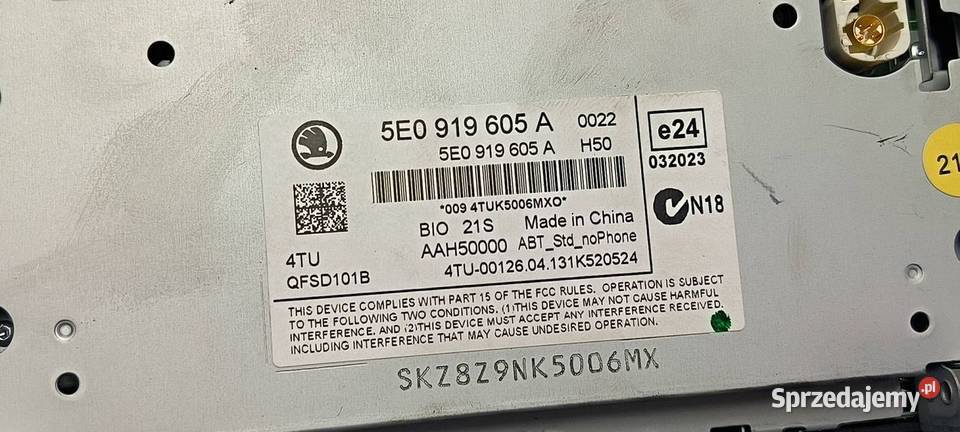 5E0 919 605 A 0022
5E0 919 605 A H50
*009 4TUK5006MXO*
BIO 21S Made in China
AAH50000 ABT_Std_noPhone
4TU
QFSD101B
4TU-00126.04.131K520524
e24
032023
N18
THIS DEVICE COMPLIES WITH PART 15 OF THE FCC RULES. OPERATION IS SUBJECT
TO THE FOLLOWING TWO CONDITIONS. (1)THIS DEVICE MAY NOT CAUSE HARMFUL
INTERFERENCE, AND (2)THIS DEVICE MUST ACCEPT ANY INTERFERENCE RECEIVED.
INCLUDING INTERFERENCE THAT MAY CAUSE UNDESIRED OPERATION.
SKZ8Z9NK5006MX
21
Sprzedajemy.pl